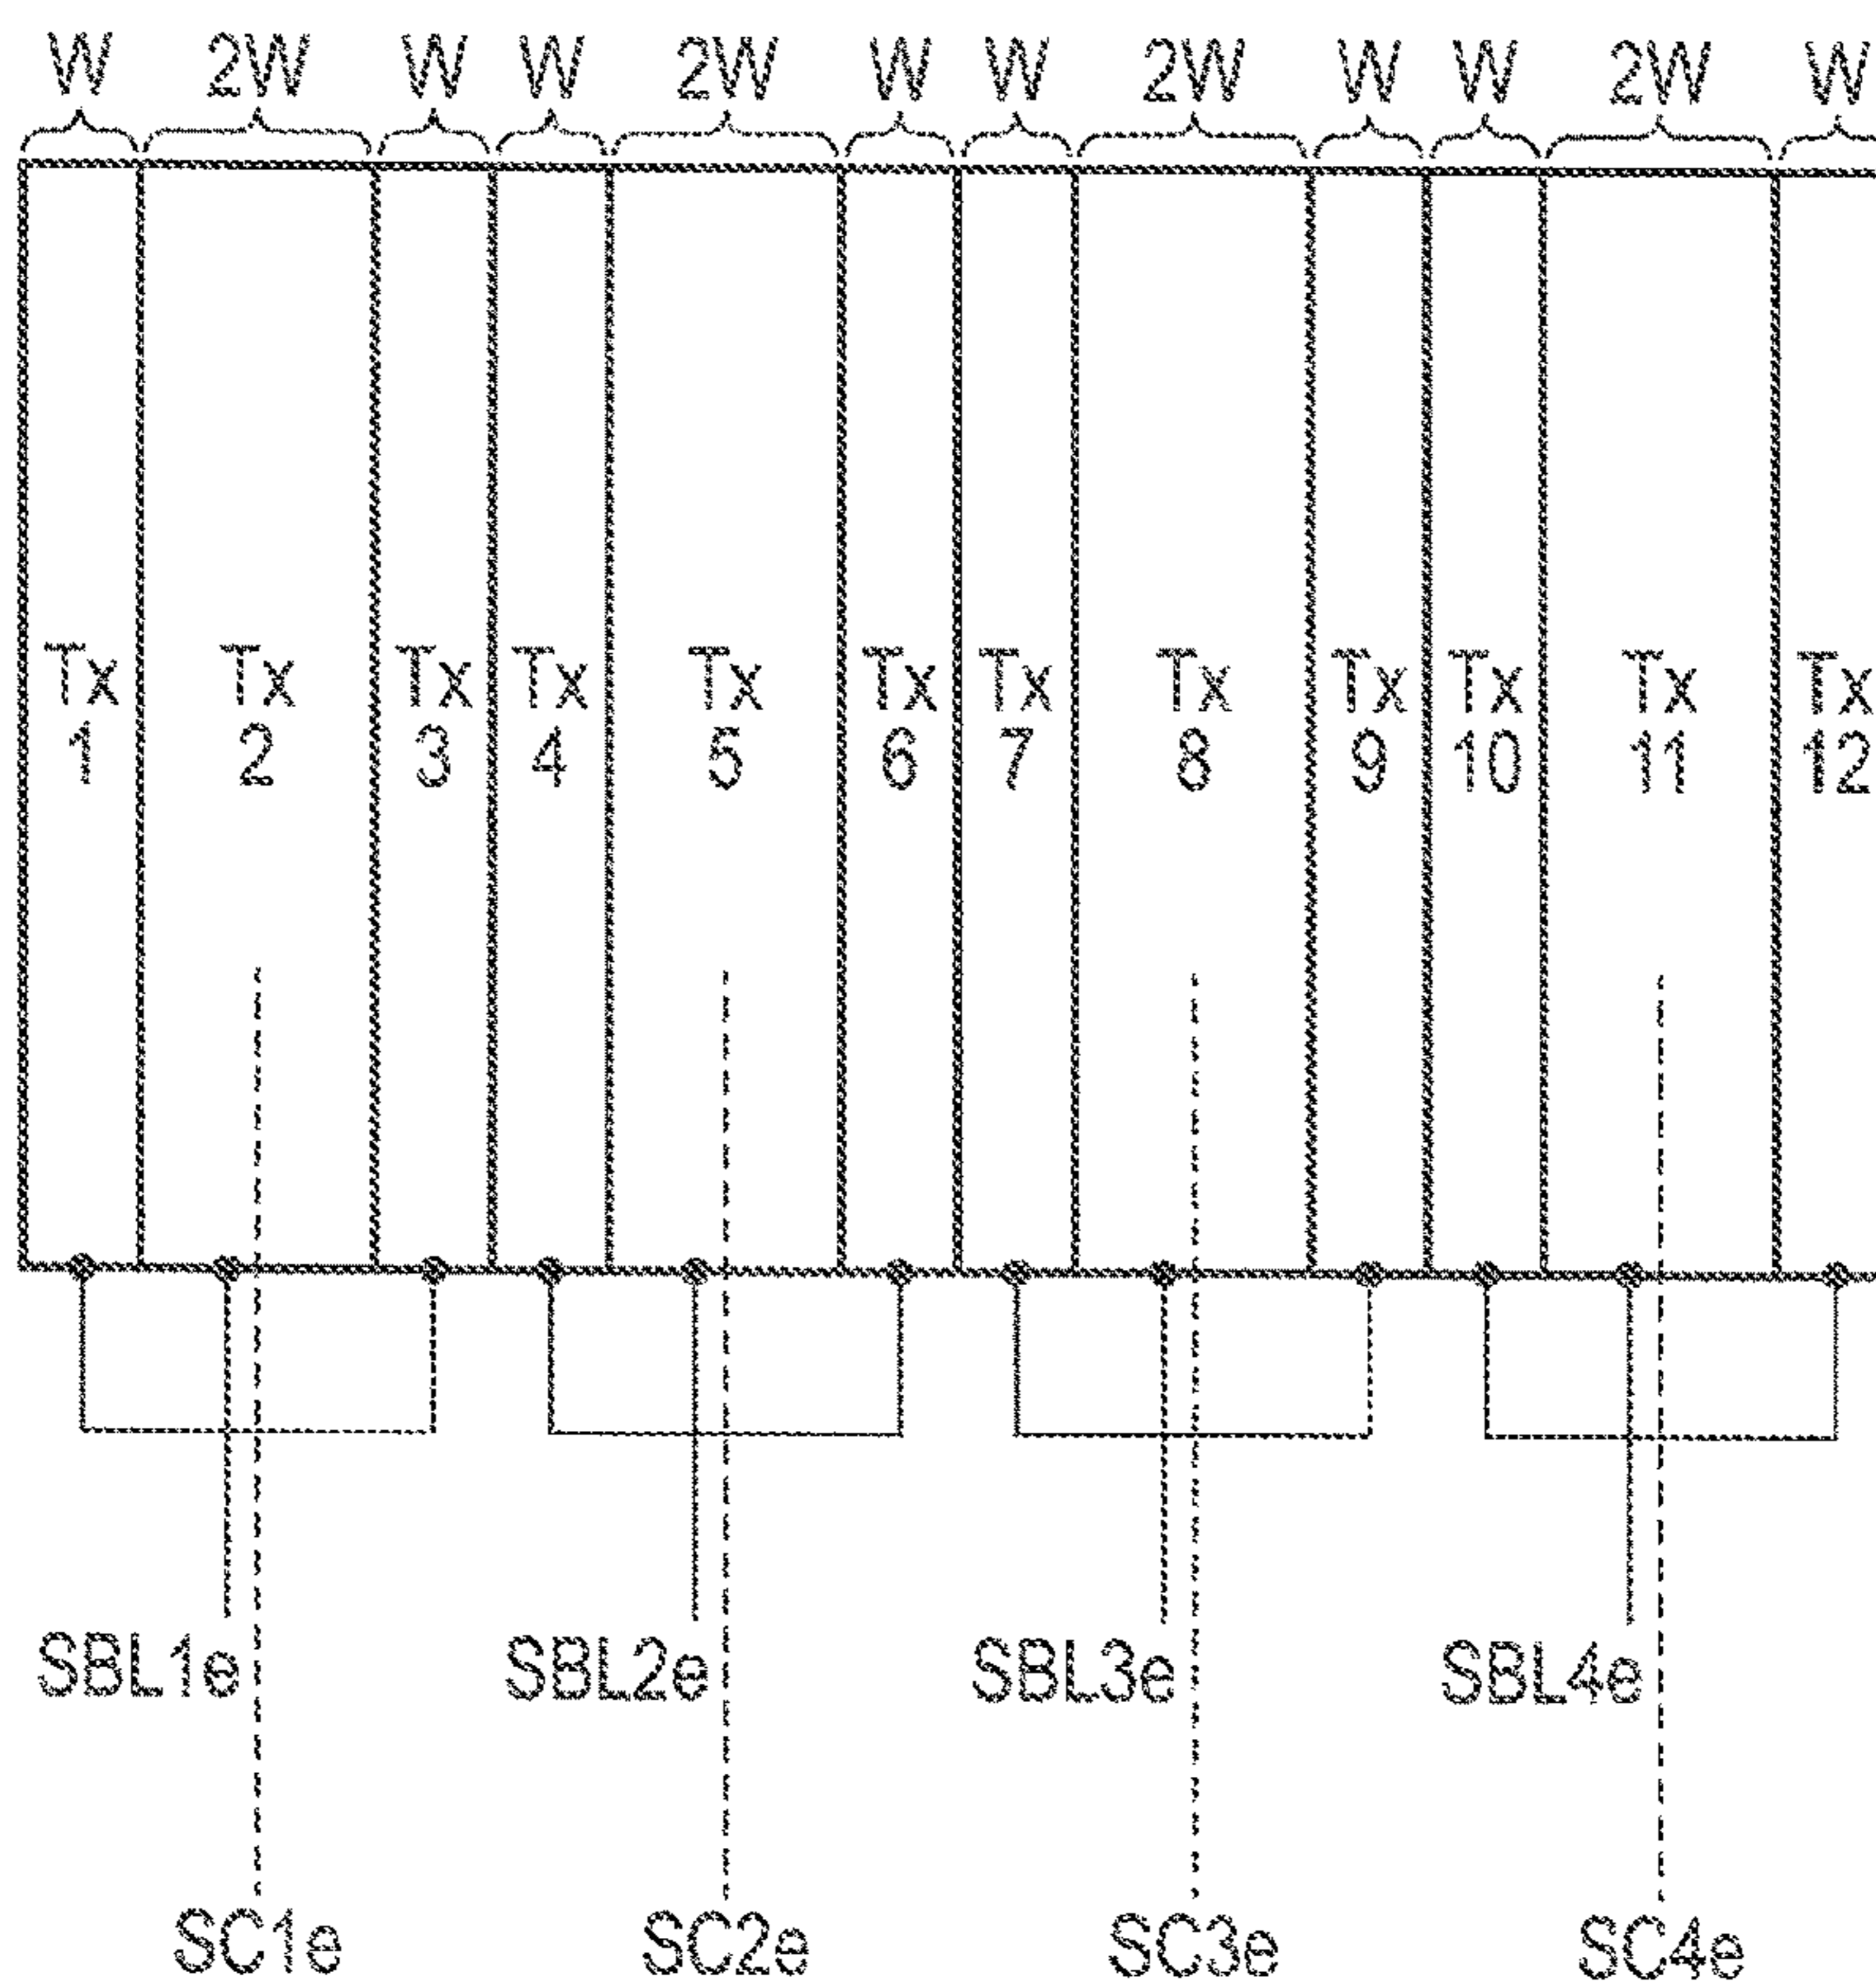 W 2W W W 2W W W 2W W W 2W W
Tx Tx Tx Tx Tx Tx Tx Tx Tx Tx Tx Tx
1 2 3 4 5 6 7 8 9 10 11 12
SBL1e SBL2e SBL3e SBL4e
SC1e SC2e SC3e SC4e